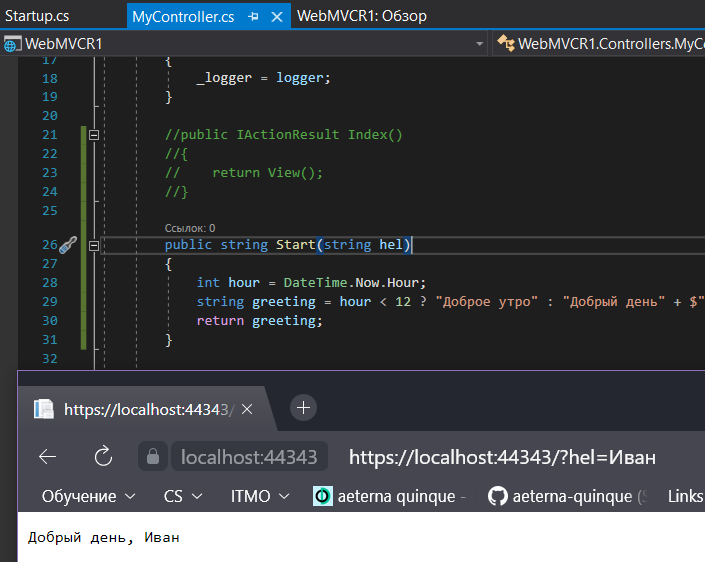 Startup.cs MyController.cs WebMVCR1: Обзор
WebMVCR1 WebMVCR1.Controllers.MyCo
17 {
18 _logger = logger;
19 }
20
21 //public IActionResult Index()
22 //{
23 // return View();
24 //}
25
Ссылок: 0
26 public string Start(string hel)
27 {
28 int hour = DateTime.Now.Hour;
29 string greeting = hour < 12 ? "Доброе утро" : "Добрый день" + $"
30 return greeting;
31 }
32
https://localhost:44343/
localhost:44343 https://localhost:44343/?hel=Иван
Обучение CS ITMO aeterna quinque - aeterna-quinque ( Links
Добрый день, Иван